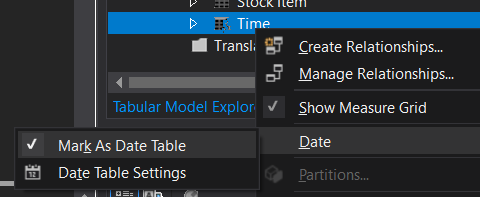 Stock Item
Time
Transla
Tabular Model Explore
Create Relationships...
Manage Relationships...
Show Measure Grid
Date
Partitions...
Mark As Date Table
Date Table Settings